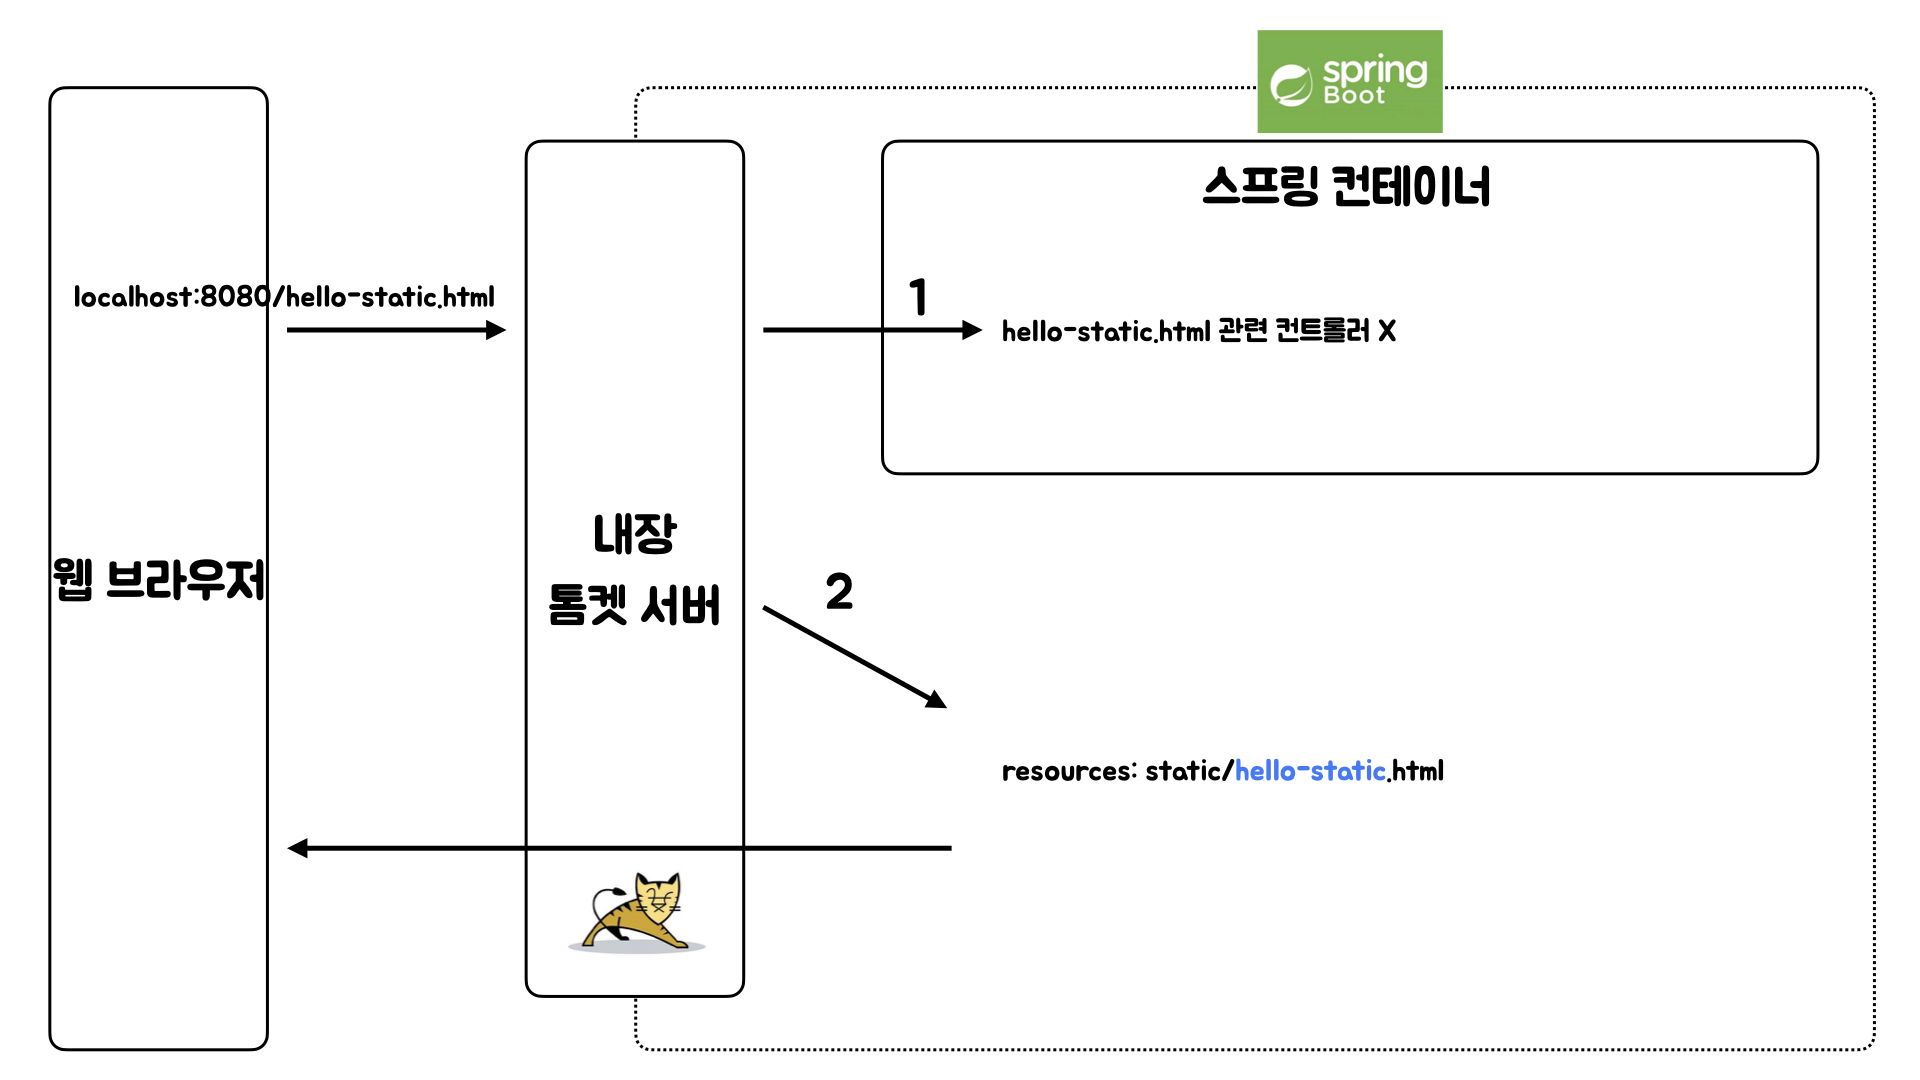 spring
Boot
스프링 컨테이너
localhost:8080/hello-static.html
1
hello-static.html 관련 컨트롤러 X
내장
톰켓 서버
웹 브라우저
2
resources: static/hello-static.html